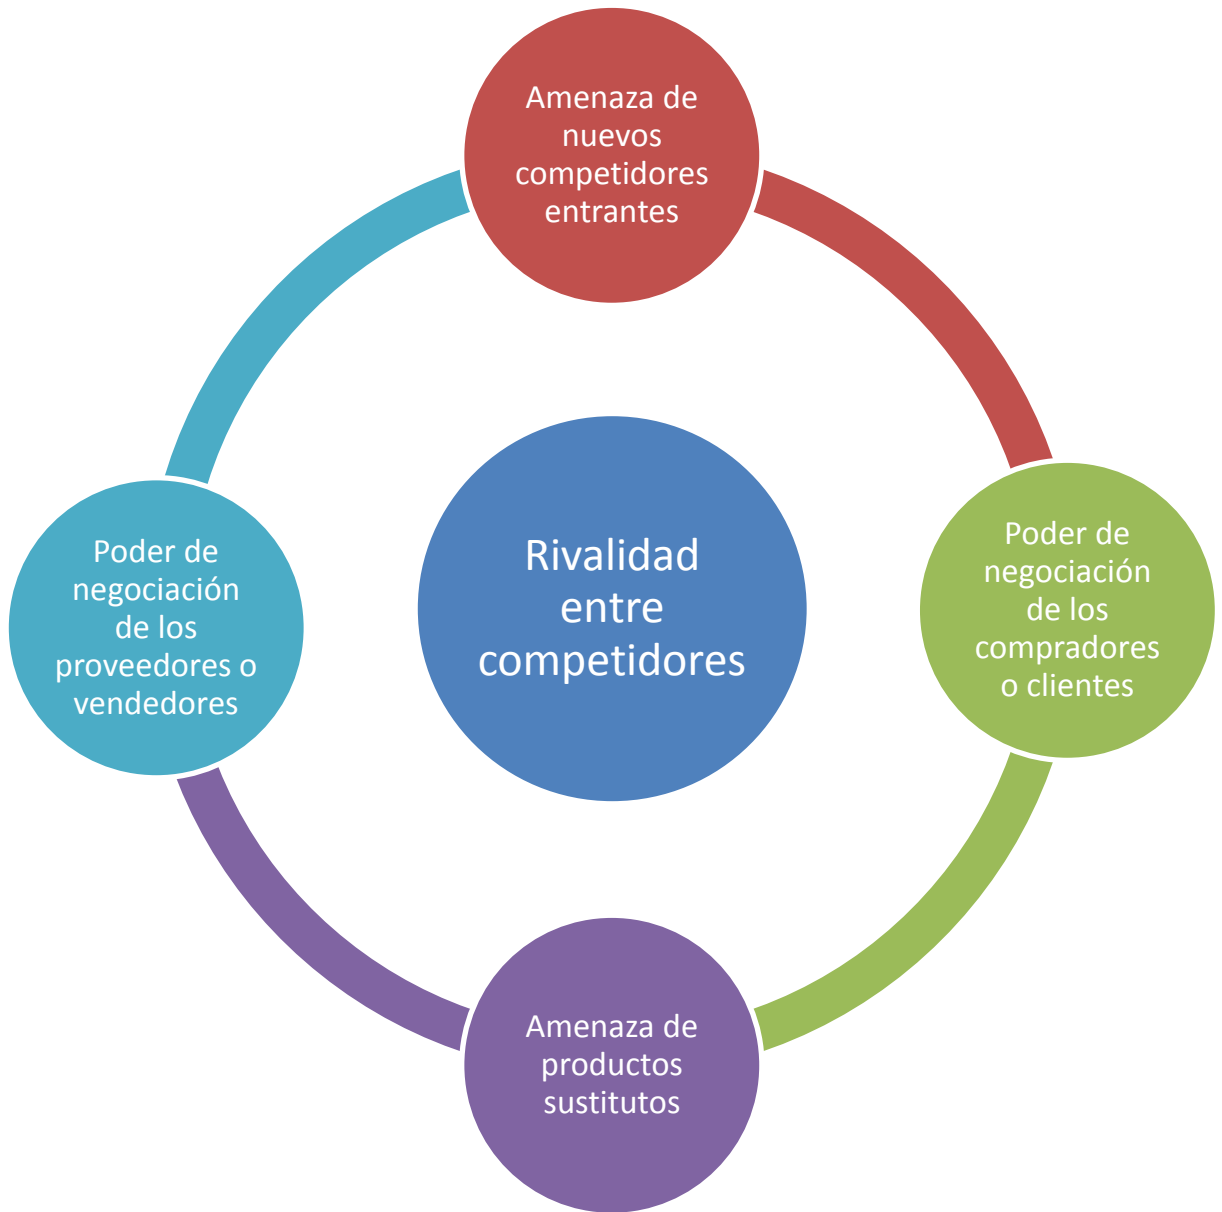 Amenaza de
nuevos
competidores
entrantes
Poder de
negociación
de los
proveedores o
vendedores
Rivalidad
entre
competidores
Poder de
negociación
de los
compradores
o clientes
Amenaza de
productos
sustitutos